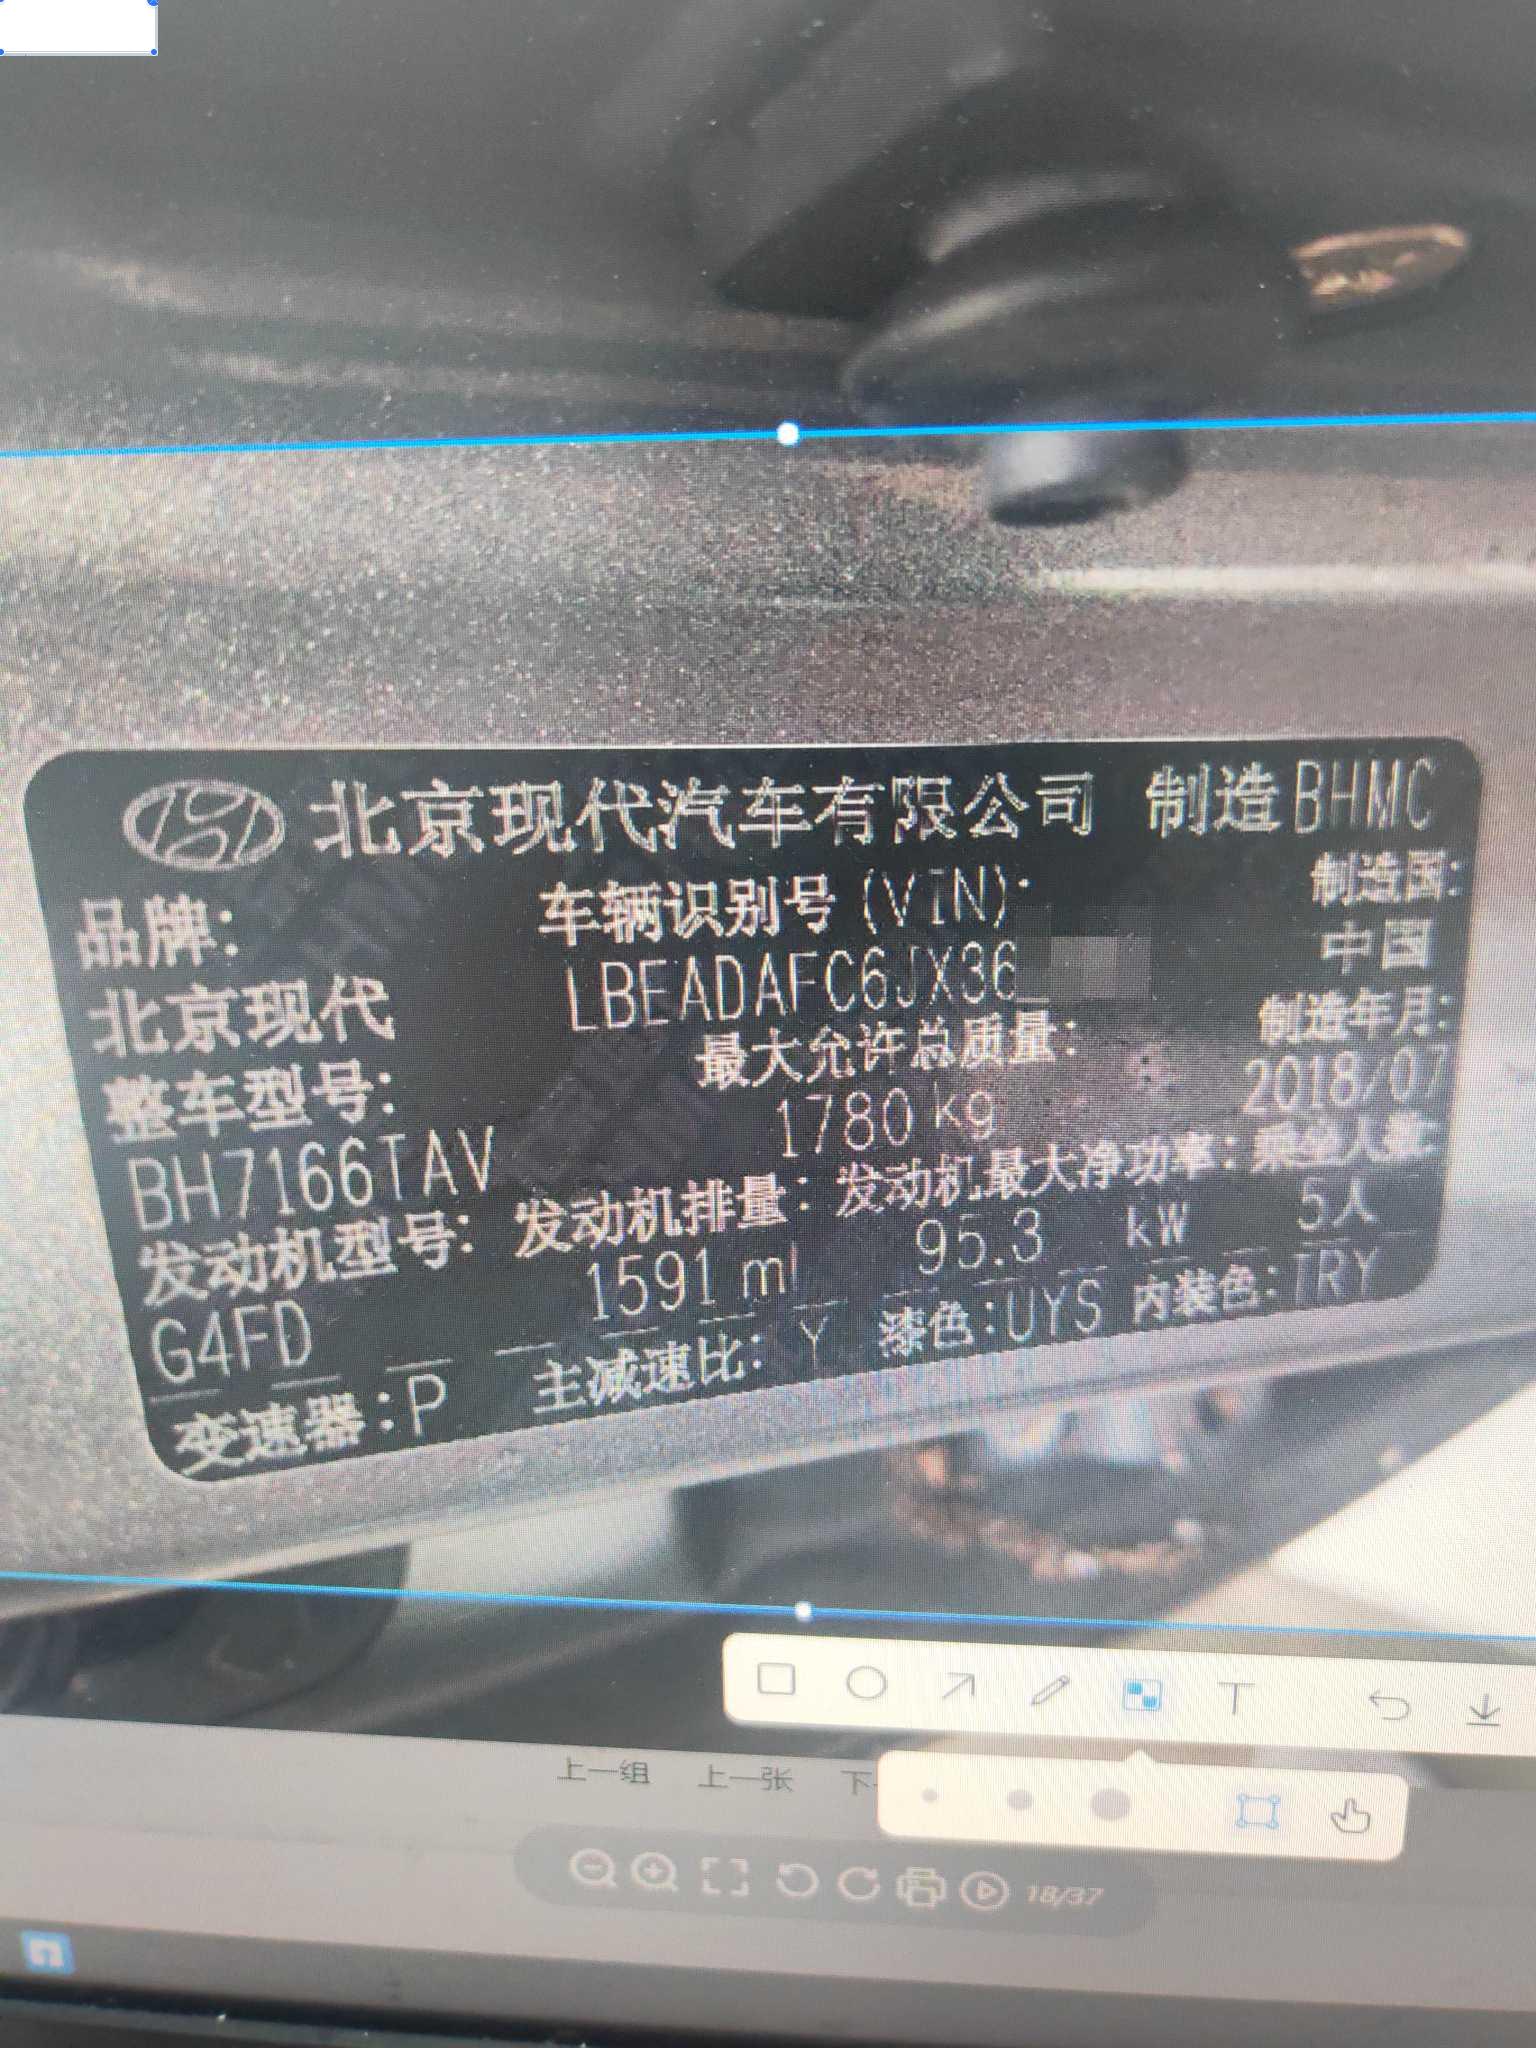 北京现代汽车有限公司 制造BHMC
品牌: 车辆识别号 (VIN): 制造国:
北京现代 LBEADAFC6JX36 中国
整车型号: 最大允许总质量: 制造年月:
BH7166TAV 1780 kg 2018/07
发动机型号: 发动机排量: 发动机最大净功率: 乘坐人数:
G4FD 1591 ml 95.3 kW 5人
变速器:P 主减速比: Y 漆色:UYS 内装色:TRY
上一组 上一张 下
18/37